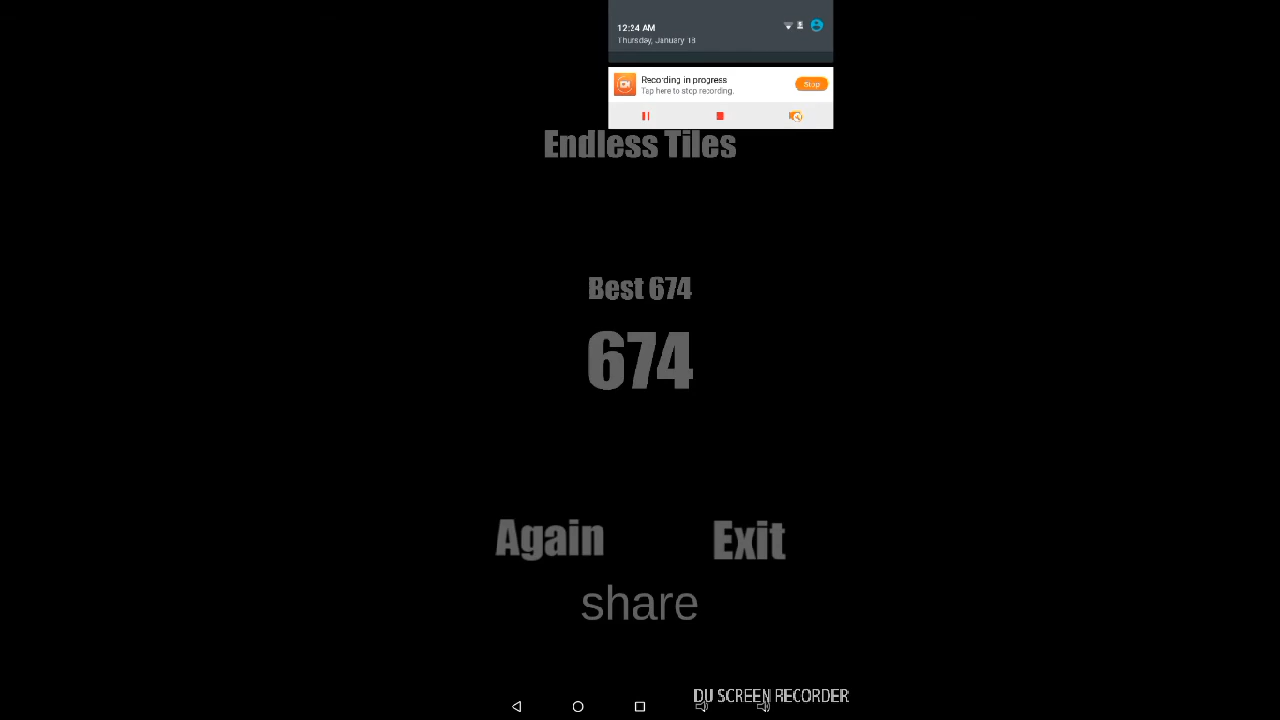 12:24 AM
Thursday, January 18
Recording in progress
Tap here to stop recording.
Stop
Endless Tiles
Best 674
674
Again
Exit
share
DU SCREEN RECORDER